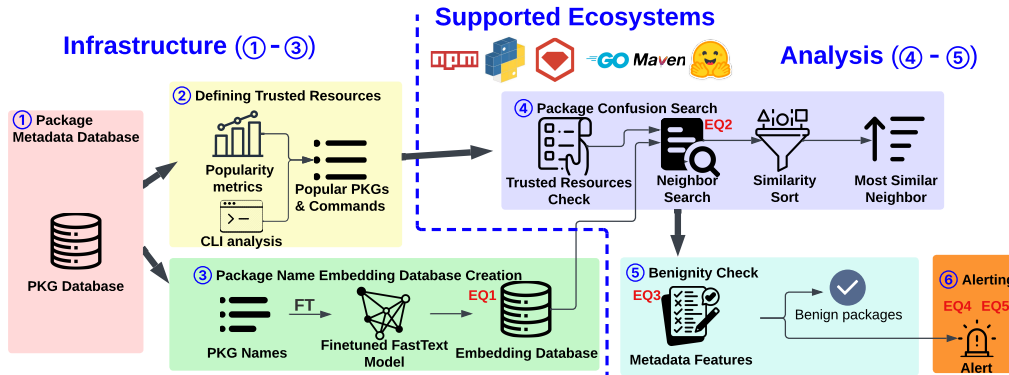 Supported Ecosystems
Infrastructure (①-③)
npm
GO
Maven
Analysis (④ - ⑤)
① Package
Metadata Database
PKG Database
② Defining Trusted Resources
Popularity
metrics
Popular PKGs
& Commands
CLI analysis
③ Package Name Embedding Database Creation
PKG Names
FT
Finetuned FastText
Model
EQ1
Embedding Database
④ Package Confusion Search
EQ2
Trusted Resources
Check
Neighbor
Search
Similarity
Sort
Most Similar
Neighbor
⑤ Benignity Check
EQ3
Metadata Features
Benign packages
⑥ Alerting
EQ4 EQ5
Alert